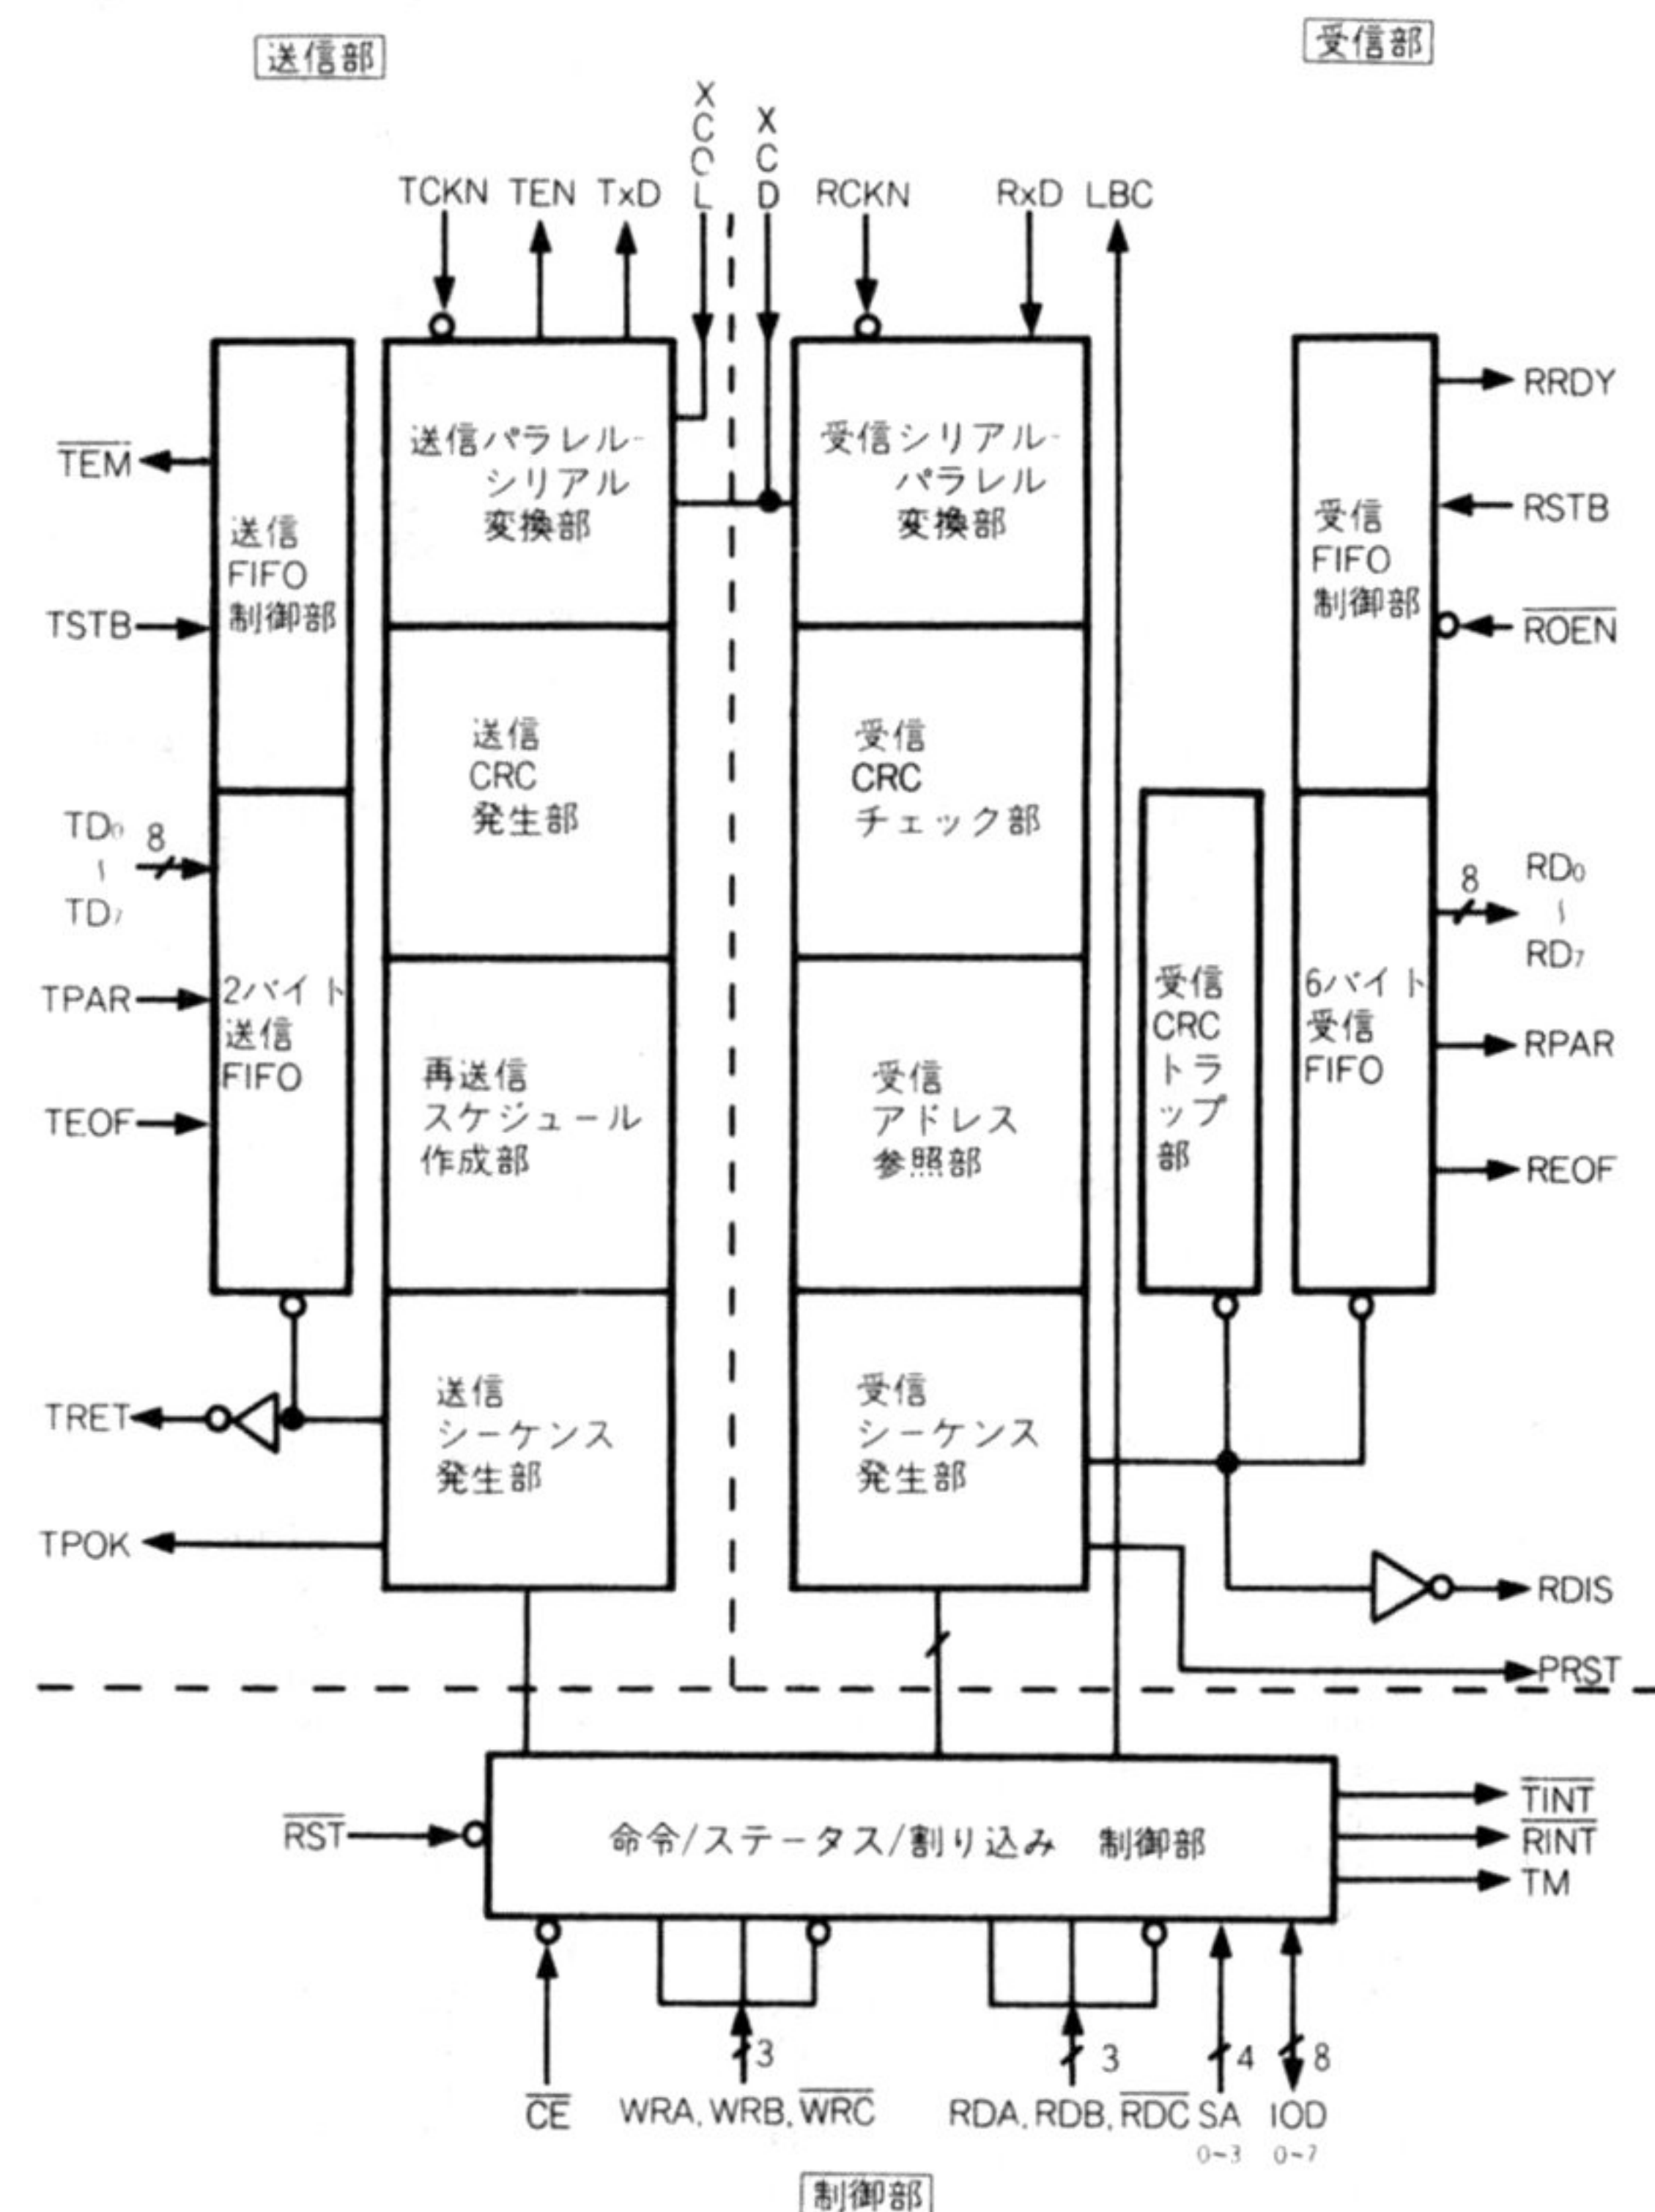 送信部
受信部
XCOL
XCD
TCKN TEN TxD
RCKN
RxD LBC
TEM
TSTB
TD0
≀
TD7
8
TPAR
TEOF
TRET
TPOK
送信
FIFO
制御部
2バイト
送信
FIFO
送信パラレル-
シリアル
変換部
送信
CRC
発生部
再送信
スケジュール
作成部
送信
シーケンス
発生部
受信シリアル-
パラレル
変換部
受信
CRC
チェック部
受信
アドレス
参照部
受信
シーケンス
発生部
受信
CRC
トラ
ップ
部
受信
FIFO
制御部
6バイト
受信
FIFO
RRDY
RSTB
ROEN
8
RD0
≀
RD7
RPAR
REOF
RDIS
PRST
RST
命令/ステータス/割り込み 制御部
TINT
RINT
TM
3
3
4
8
CE
WRA, WRB, WRC
RDA, RDB, RDC
SA
0-3
IOD
0-7
制御部